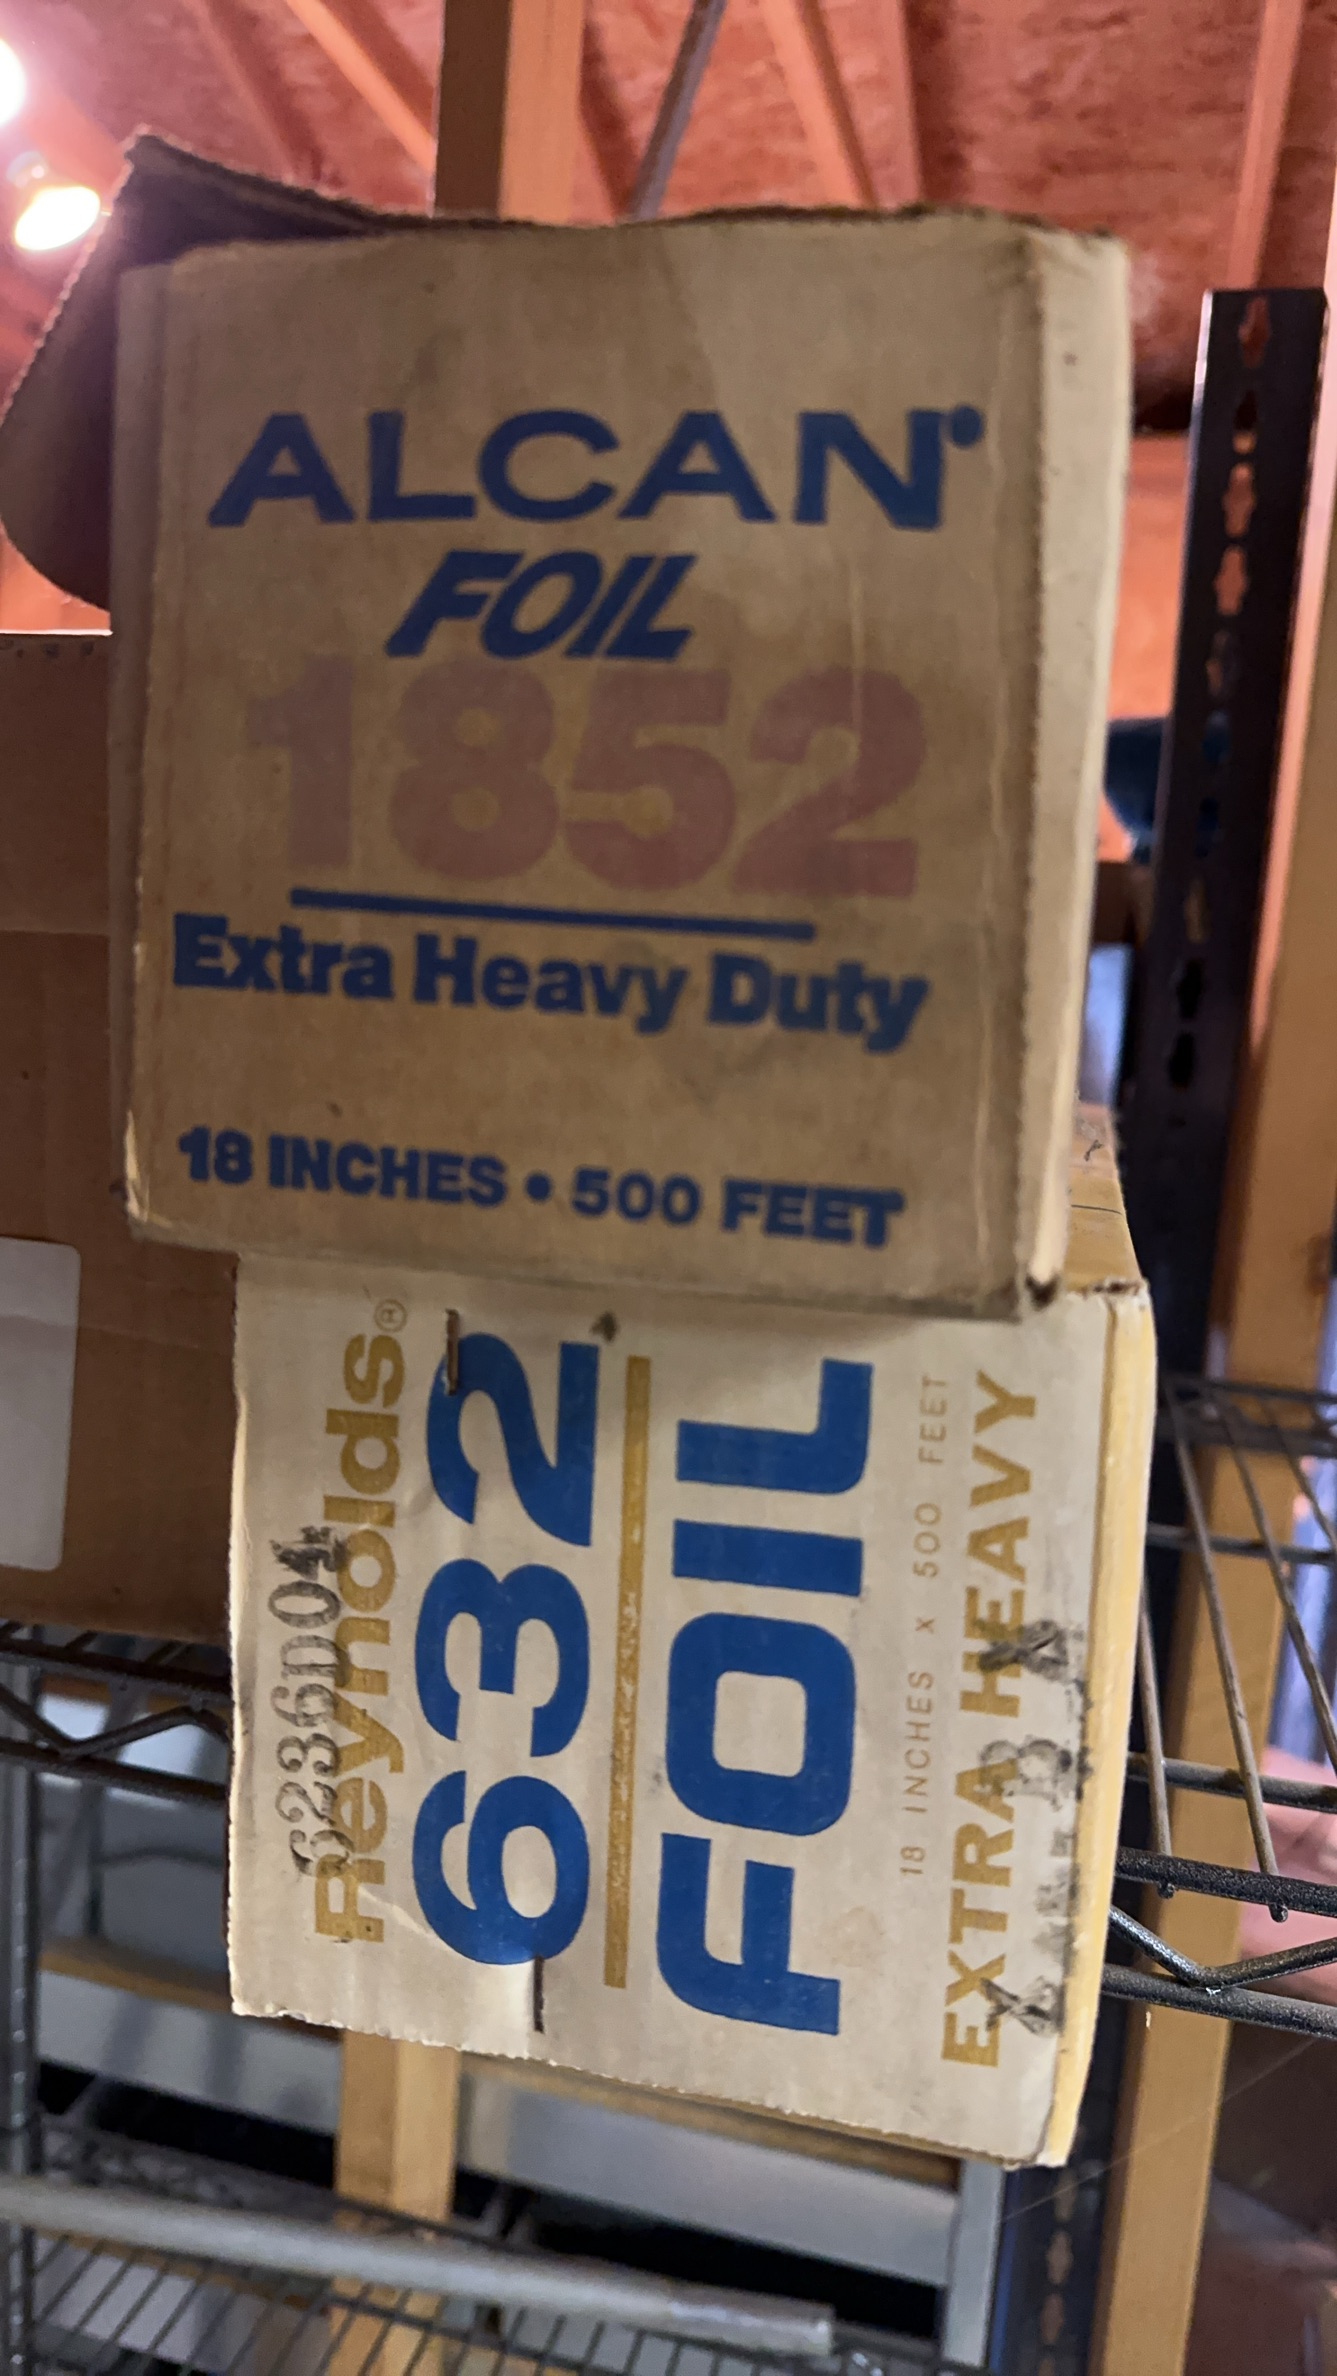 ALCAN
FOIL
1852
Extra Heavy Duty
18 INCHES • 500 FEET
6236D04
Reynolds®
632
FOIL
18 INCHES x 500 FEET
EXTRA HEAVY